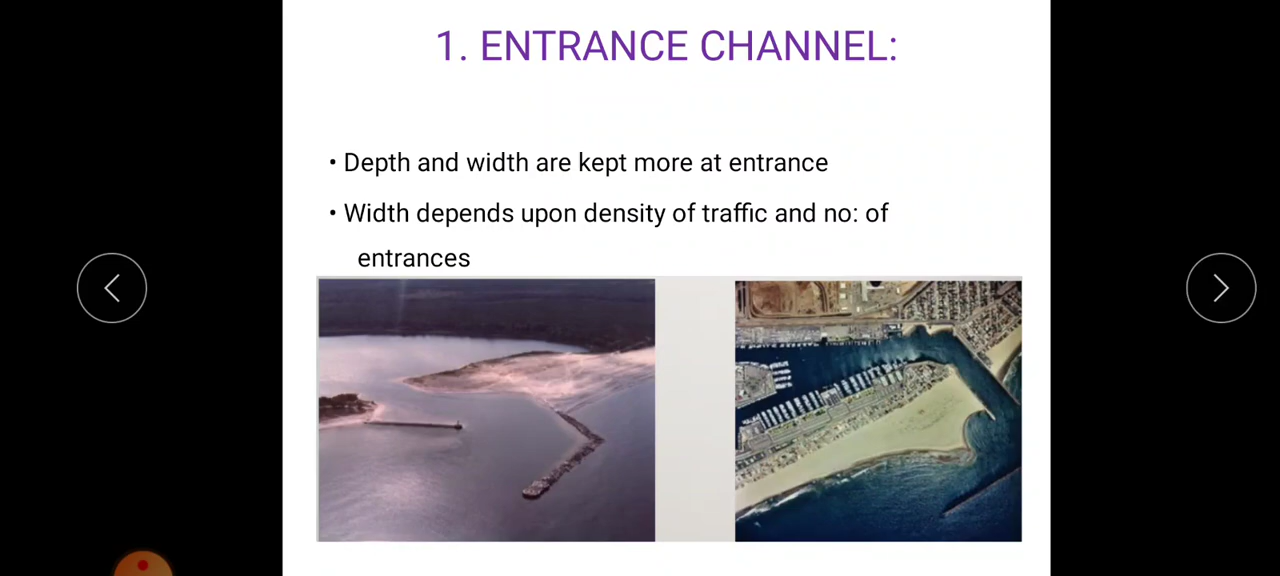 1. ENTRANCE CHANNEL:
• Depth and width are kept more at entrance
• Width depends upon density of traffic and no: of
entrances